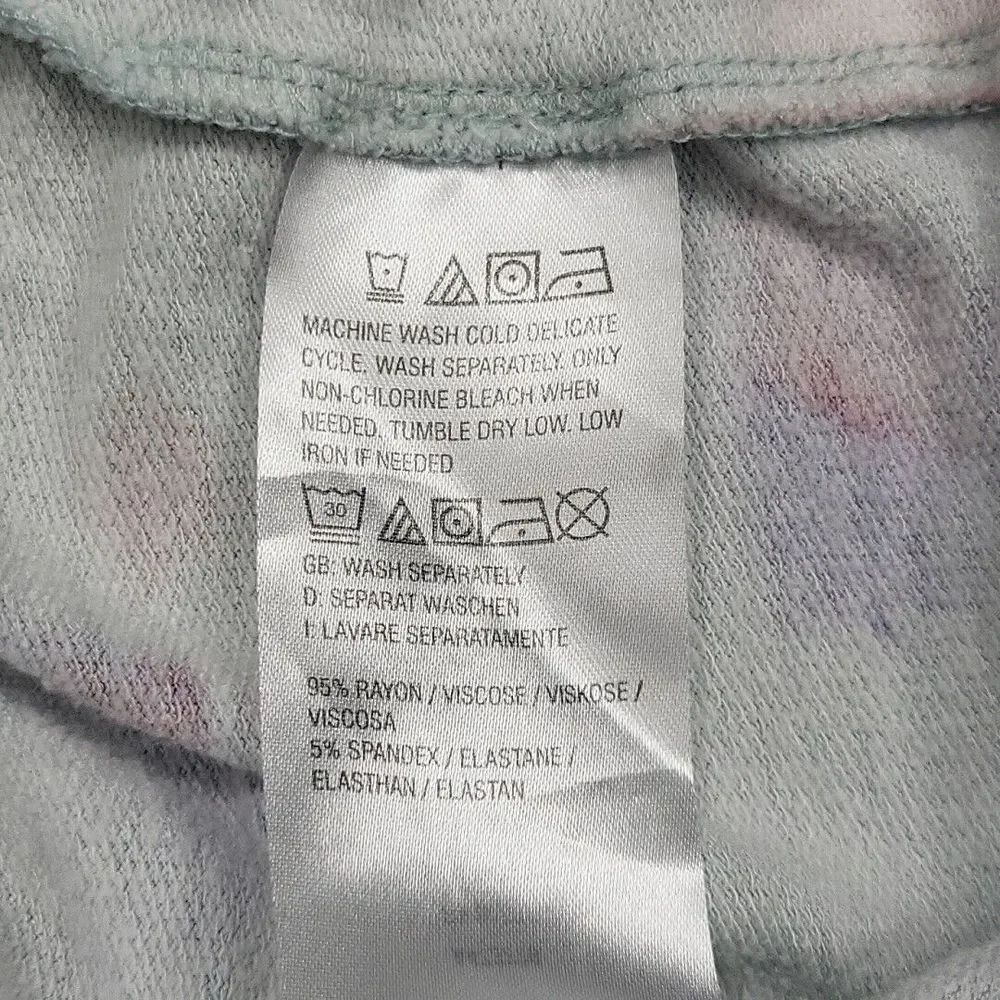 MACHINE WASH COLD DELICATE
CYCLE. WASH SEPARATELY. ONLY
NON-CHLORINE BLEACH WHEN
NEEDED. TUMBLE DRY LOW. LOW
IRON IF NEEDED
30
GB: WASH SEPARATELY
D: SEPARAT WASCHEN
I: LAVARE SEPARATAMENTE
95% RAYON / VISCOSE / VISKOSE /
VISCOSA
5% SPANDEX / ELASTANE /
ELASTHAN / ELASTAN